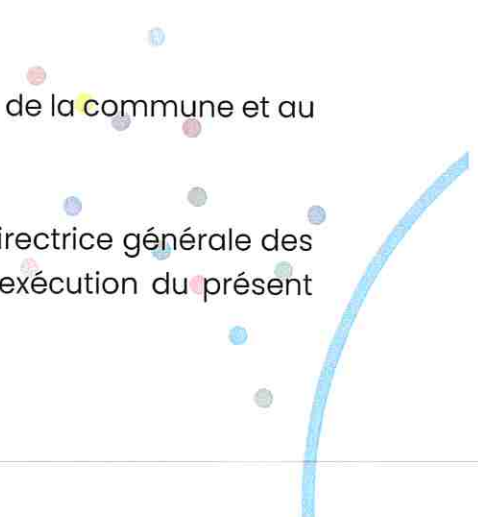 de la commune et au
irectrice générale des
exécution du présent